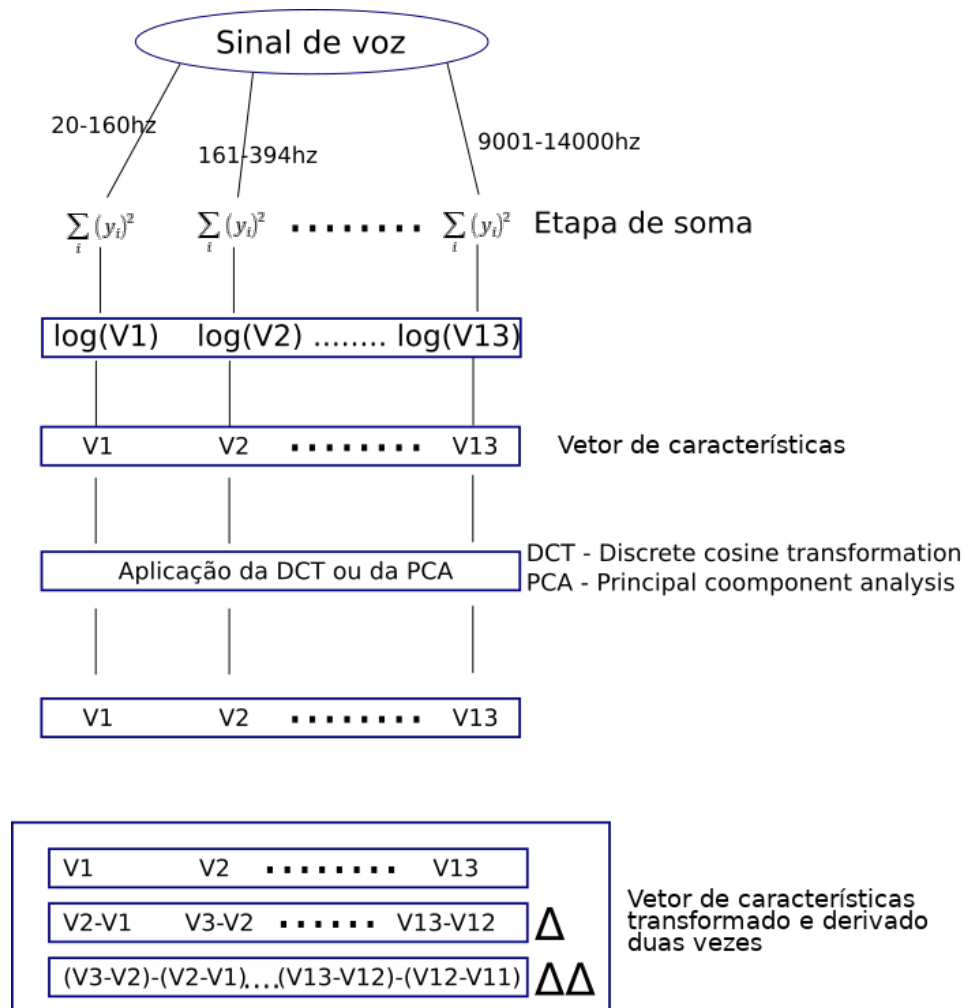 Sinal de voz
20-160hz
161-394hz
9001-14000hz
∑i (yi)² ∑i (yi)² ........ ∑i (yi)² Etapa de soma
log(V1) log(V2) ........ log(V13)
V1 V2 ........ V13 Vetor de características
Aplicação da DCT ou da PCA
DCT - Discrete cosine transformation
PCA - Principal coomponent analysis
V1 V2 ........ V13
V1 V2 ........ V13
V2-V1 V3-V2 ...... V13-V12 Δ
(V3-V2)-(V2-V1)....(V13-V12)-(V12-V11) ΔΔ
Vetor de características
transformado e derivado
duas vezes